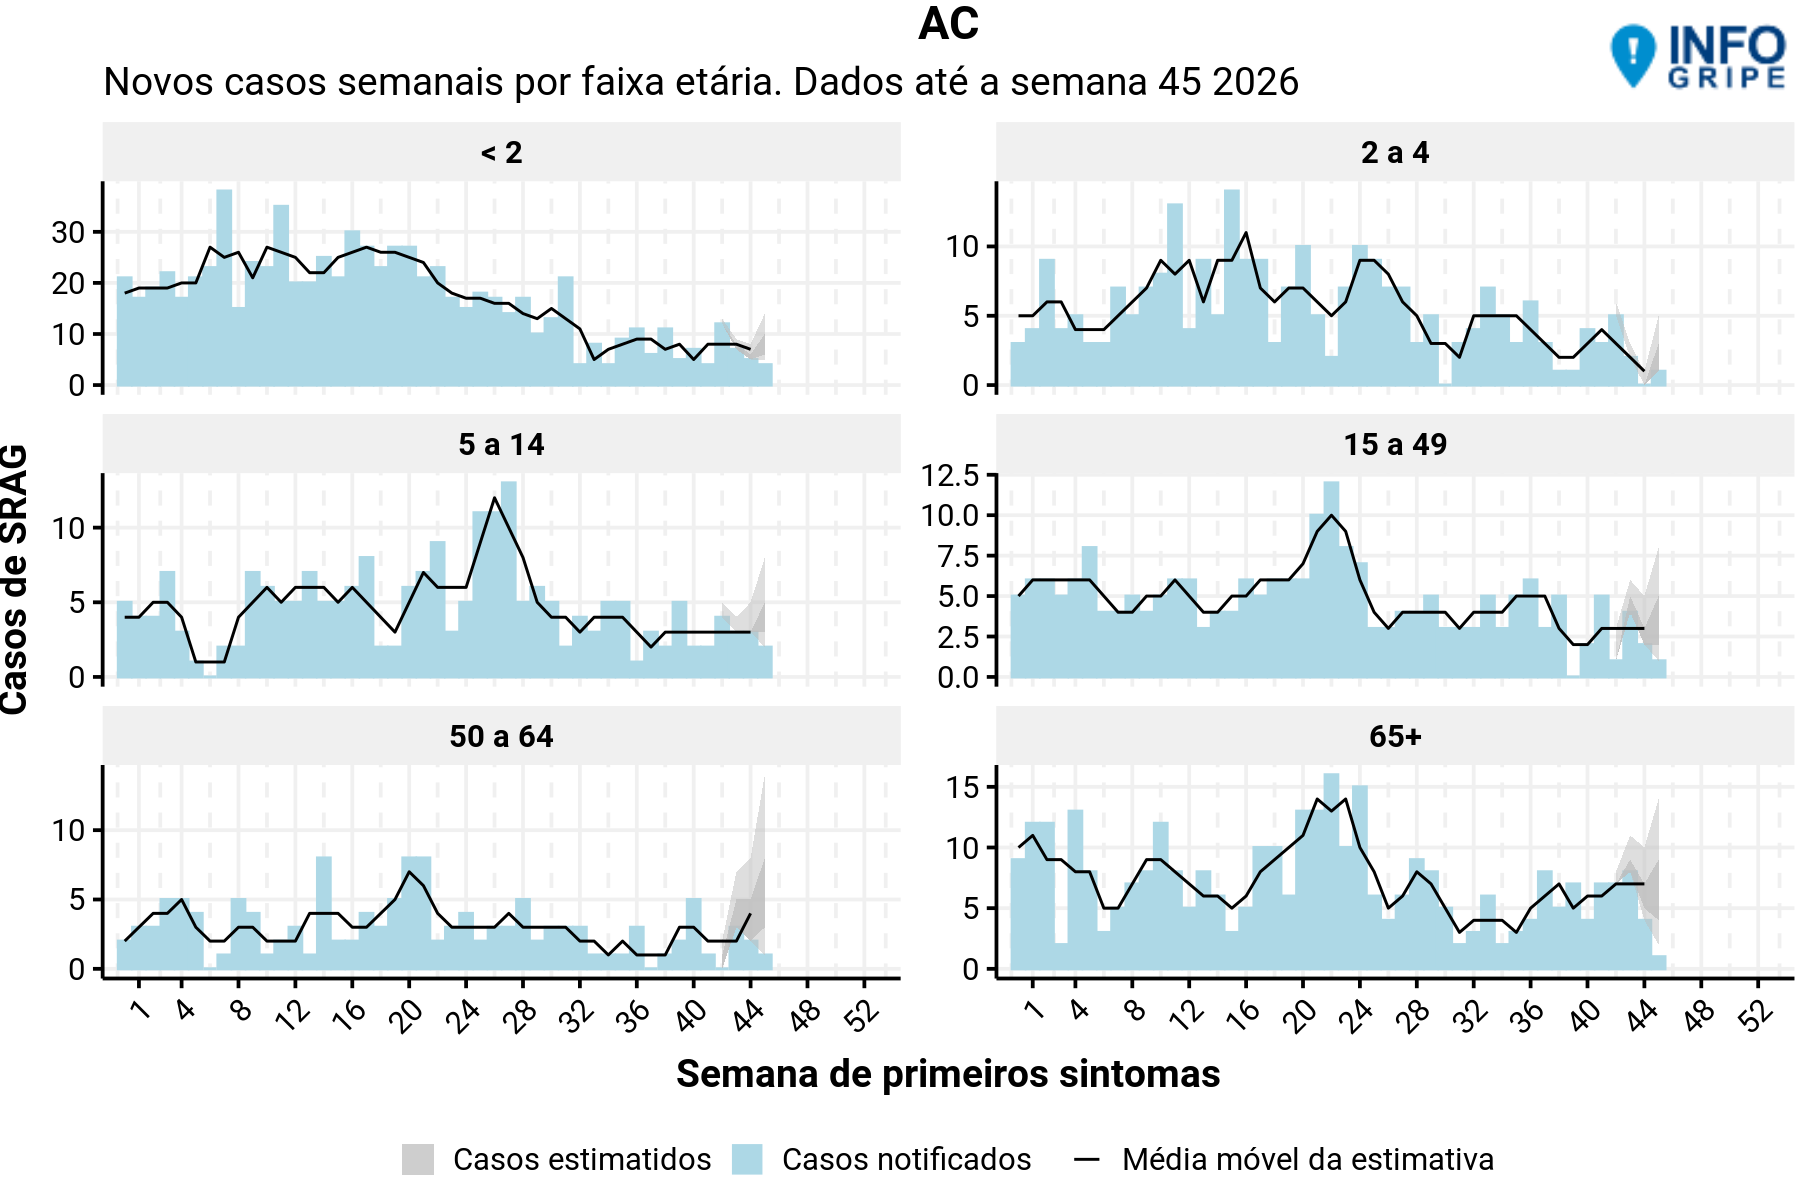 AC
INFO
GRIPE
Novos casos semanais por faixa etária. Dados até a semana 45 2026
< 2
2 a 4
30
20
10
0
10
5
0
5 a 14
15 a 49
10
5
0
12.5
10.0
7.5
5.0
2.5
0.0
Casos de SRAG
50 a 64
65+
10
5
0
15
10
5
0
1 4 8 12 16 20 24 28 32 36 40 44 48 52
1 4 8 12 16 20 24 28 32 36 40 44 48 52
Semana de primeiros sintomas
Casos estimatidos Casos notificados Média móvel da estimativa